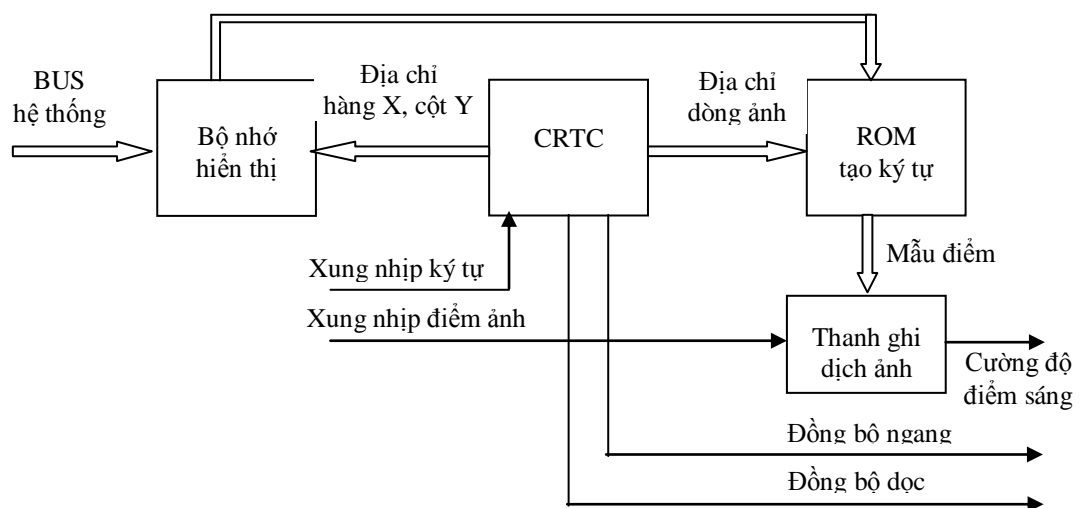 BUS
hệ thống
Bộ nhớ
hiển thị
Địa chỉ
hàng X, cột Y
CRTC
Địa chỉ
dòng ảnh
ROM
tạo ký tự
Mẫu điểm
Xung nhịp ký tự
Xung nhịp điểm ảnh
Thanh ghi
dịch ảnh
Cường độ
điểm sáng
Đồng bộ ngang
Đồng bộ dọc